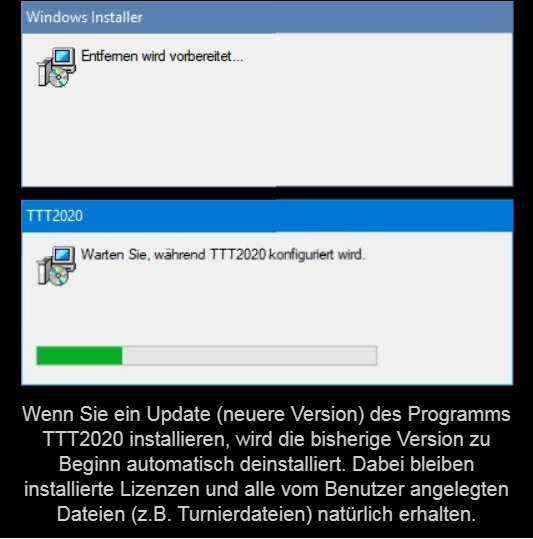 Windows Installer
Entfernen wird vorbereitet...
TTT2020
Warten Sie, während TTT2020 konfiguriert wird.
Wenn Sie ein Update (neuere Version) des Programms
TTT2020 installieren, wird die bisherige Version zu
Beginn automatisch deinstalliert. Dabei bleiben
installierte Lizenzen und alle vom Benutzer angelegten
Dateien (z.B. Turnierdateien) natürlich erhalten.